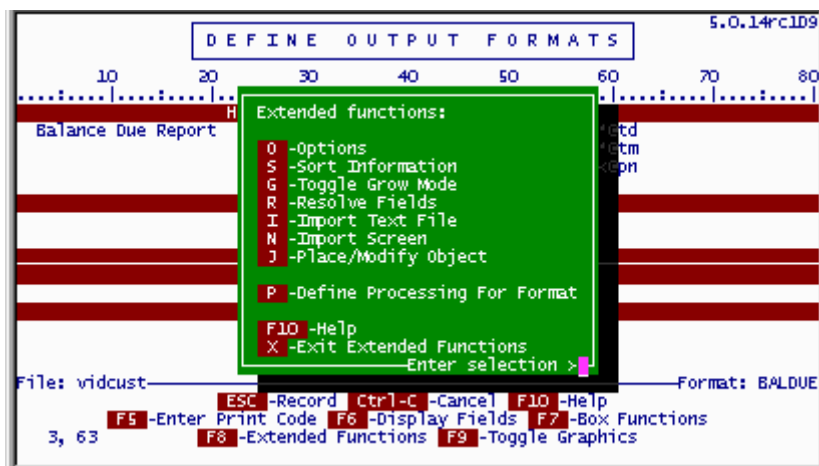 5.0.14rc1D9
DEFINE OUTPUT FORMATS
10 20 30 40 50 60 70 80
H
Extended functions:
Balance Due Report
@td
O -Options
@tm
S -Sort Information
<@pn
G -Toggle Grow Mode
R -Resolve Fields
I -Import Text File
N -Import Screen
J -Place/Modify Object
P -Define Processing For Format
F10 -Help
X -Exit Extended Functions
Enter selection >
File: vidcust
Format: BALDUE
ESC -Record Ctrl-C -Cancel F10 -Help
F5 -Enter Print Code F6 -Display Fields F7 -Box Functions
3, 63 F8 -Extended Functions F9 -Toggle Graphics